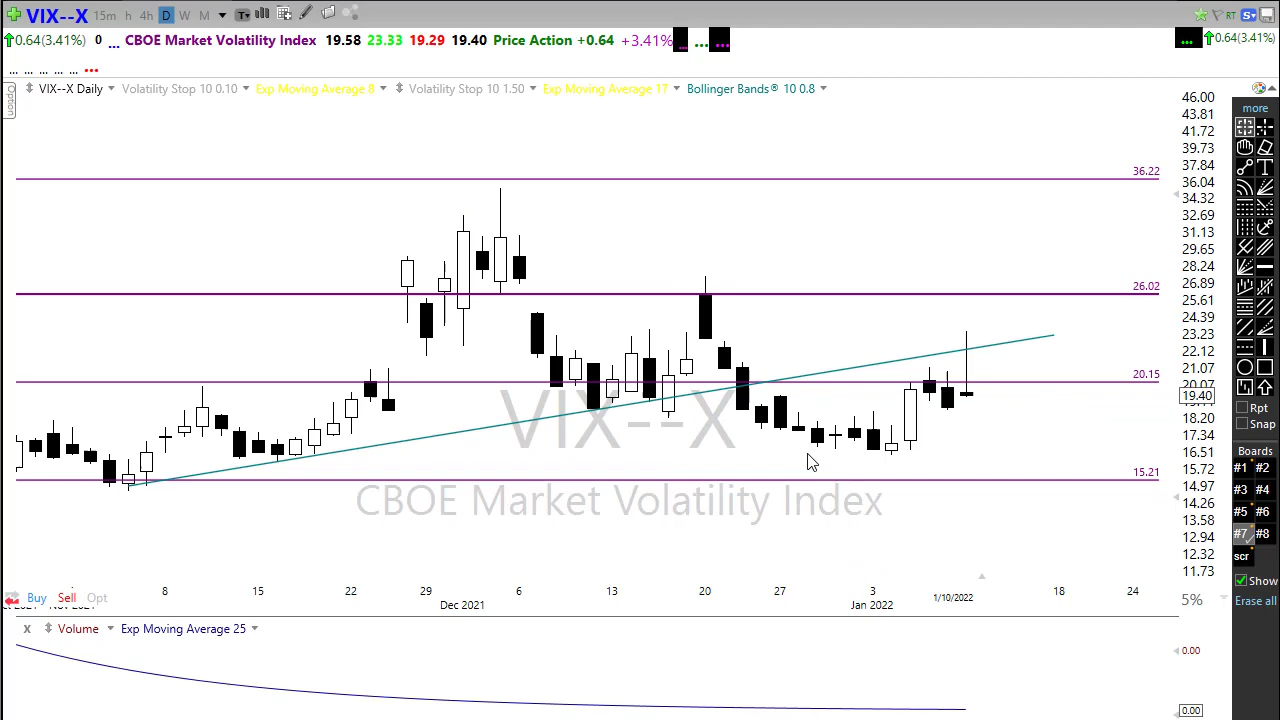 VIX--X 15m h 4h D W M T RT S
0.64(3.41%) 0 ... CBOE Market Volatility Index 19.58 23.33 19.29 19.40 Price Action +0.64 +3.41% ... ... ... ... 0.64(3.41%)
... ... ... ... ... ...
Option
VIX--X Daily Volatility Stop 10 0.10 Exp Moving Average 8 Volatility Stop 10 1.50 Exp Moving Average 17 Bollinger Bands® 10 0.8
46.00
43.81
41.72
39.73
37.84
36.04
34.32
32.69
31.13
29.65
28.24
26.89
25.61
24.39
23.23
22.12
21.07
20.07
19.40
18.20
17.34
16.51
15.72
14.97
14.26
13.58
12.94
12.32
11.73
5%
36.22
26.02
20.15
15.21
VIX--X
CBOE Market Volatility Index
8 15 22 29 6 13 20 27 3 1/10/2022 18 24
Dec 2021 Jan 2022
Buy Sell Opt
X Volume Exp Moving Average 25
0.00
0.00
more
T
Rpt
Snap
Boards
#1 #2
#3 #4
#5 #6
#7 #8
scr
Show
Erase all